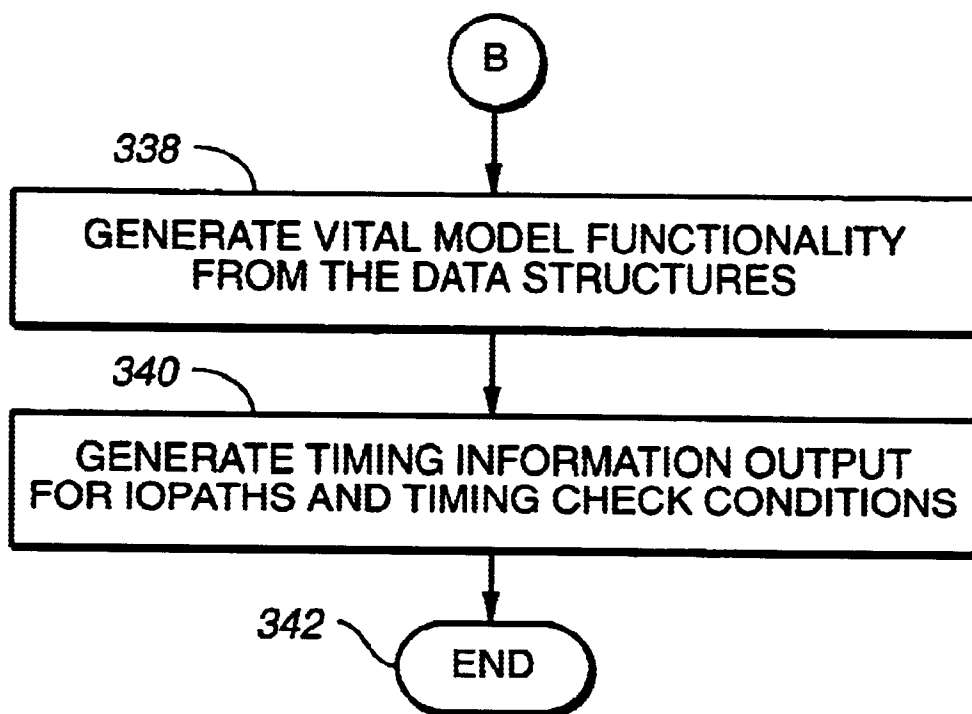 B
338
GENERATE VITAL MODEL FUNCTIONALITY
FROM THE DATA STRUCTURES
340
GENERATE TIMING INFORMATION OUTPUT
FOR IOPATHS AND TIMING CHECK CONDITIONS
342
END